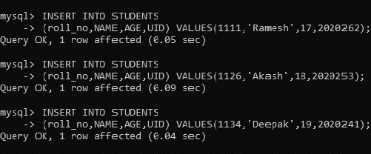 mysql> INSERT INTO STUDENTS
-> (roll_no,NAME,AGE,UID) VALUES(1111,'Ramesh',17,2020262);
Query OK, 1 row affected (0.05 sec)
mysql> INSERT INTO STUDENTS
-> (roll_no,NAME,AGE,UID) VALUES(1126,'Akash',18,2020253);
Query OK, 1 row affected (0.09 sec)
mysql> INSERT INTO STUDENTS
-> (roll_no,NAME,AGE,UID) VALUES(1134,'Deepak',19,2020241);
Query OK, 1 row affected (0.04 sec)